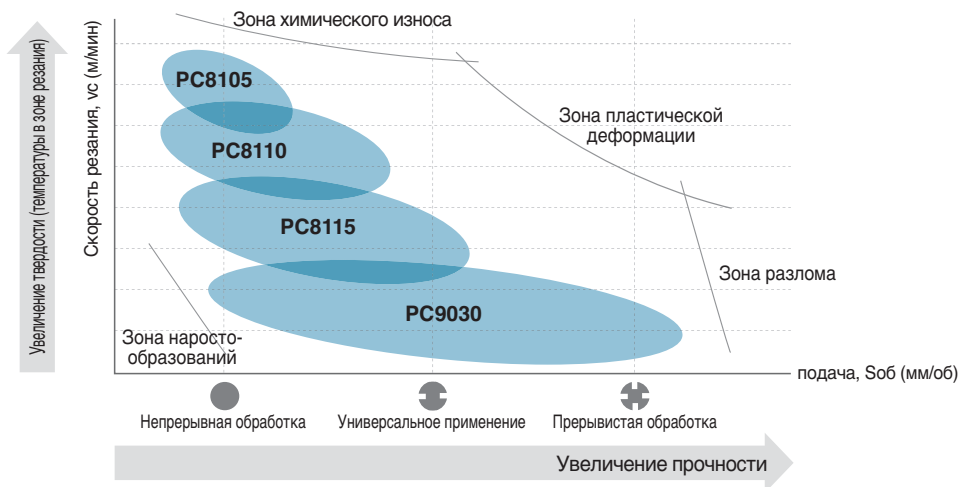 Зона химического износа
Увеличение твердости (температуры в зоне резания)
Скорость резания, vc (м/мин)
PC8105
PC8110
PC8115
PC9030
Зона пластической
деформации
Зона разлома
Зона наросто-
образований
подача, Sоб (мм/об)
Непрерывная обработка
Универсальное применение
Прерывистая обработка
Увеличение прочности